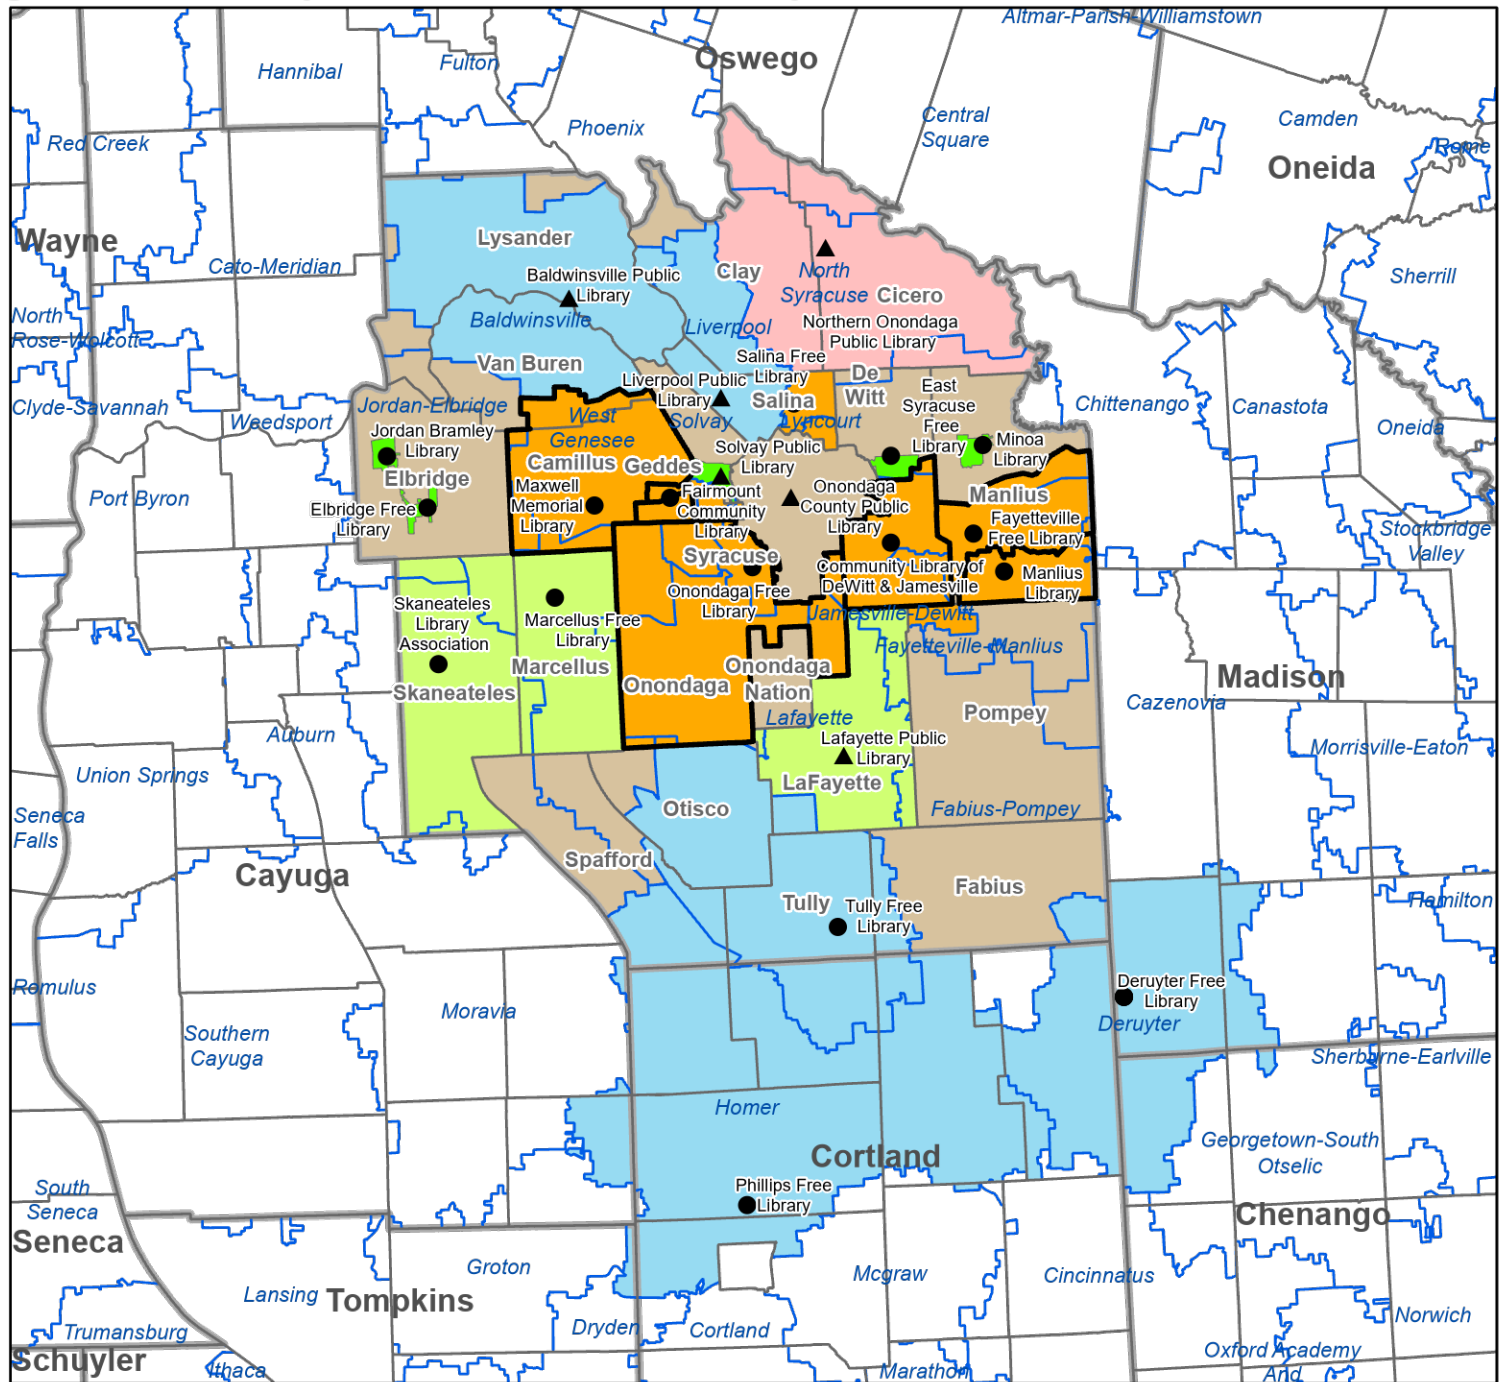 Altmar-Parish-Williamstown
Oswego
Fulton
Hannibal
Central
Square
Camden
Phoenix
Red Creek
Rome
Oneida
Wayne
Lysander
Cato-Meridian
Clay
North
Syracuse
Sherrill
Baldwinsville Public
Library
Cicero
North
Rose-Wolcott
Baldwinsville
Liverpool
Northern Onondaga
Public Library
Van Buren
Salina Free
Library
De
Witt
Liverpool Public
Library
East
Syracuse
Free
Library
Clyde-Savannah
Weedsport
Jordan-Elbridge
West
Genesee
Solvay
Salina
Lyncourt
Chittenango
Canastota
Oneida
Jordan Bramley
Library
Minoa
Library
Solvay Public
Library
Camillus
Geddes
Elbridge
Port Byron
Maxwell
Memorial
Library
Fairmount
Community
Library
Onondaga
County Public
Library
Manlius
Elbridge Free
Library
Fayetteville
Free Library
Stockbridge
Valley
Syracuse
Community Library of
DeWitt & Jamesville
Manlius
Library
Onondaga Free
Library
Skaneateles
Library
Association
Marcellus Free
Library
Jamesville-Dewitt
Fayetteville-Manlius
Marcellus
Onondaga
Nation
Onondaga
Skaneateles
Madison
Cazenovia
Pompey
Lafayette
Auburn
Lafayette Public
Library
Morrisville-Eaton
Union Springs
LaFayette
Otisco
Fabius-Pompey
Seneca
Falls
Spafford
Cayuga
Fabius
Tully
Tully Free
Library
Hamilton
Romulus
Deruyter Free
Library
Moravia
Deruyter
Southern
Cayuga
Sherburne-Earlville
Homer
Georgetown-South
Otselic
Cortland
South
Seneca
Phillips Free
Library
Chenango
Seneca
Groton
Mcgraw
Cincinnatus
Lansing
Tompkins
Norwich
Trumansburg
Dryden
Cortland
Oxford Academy
And
Schuyler
Ithaca
Marathon